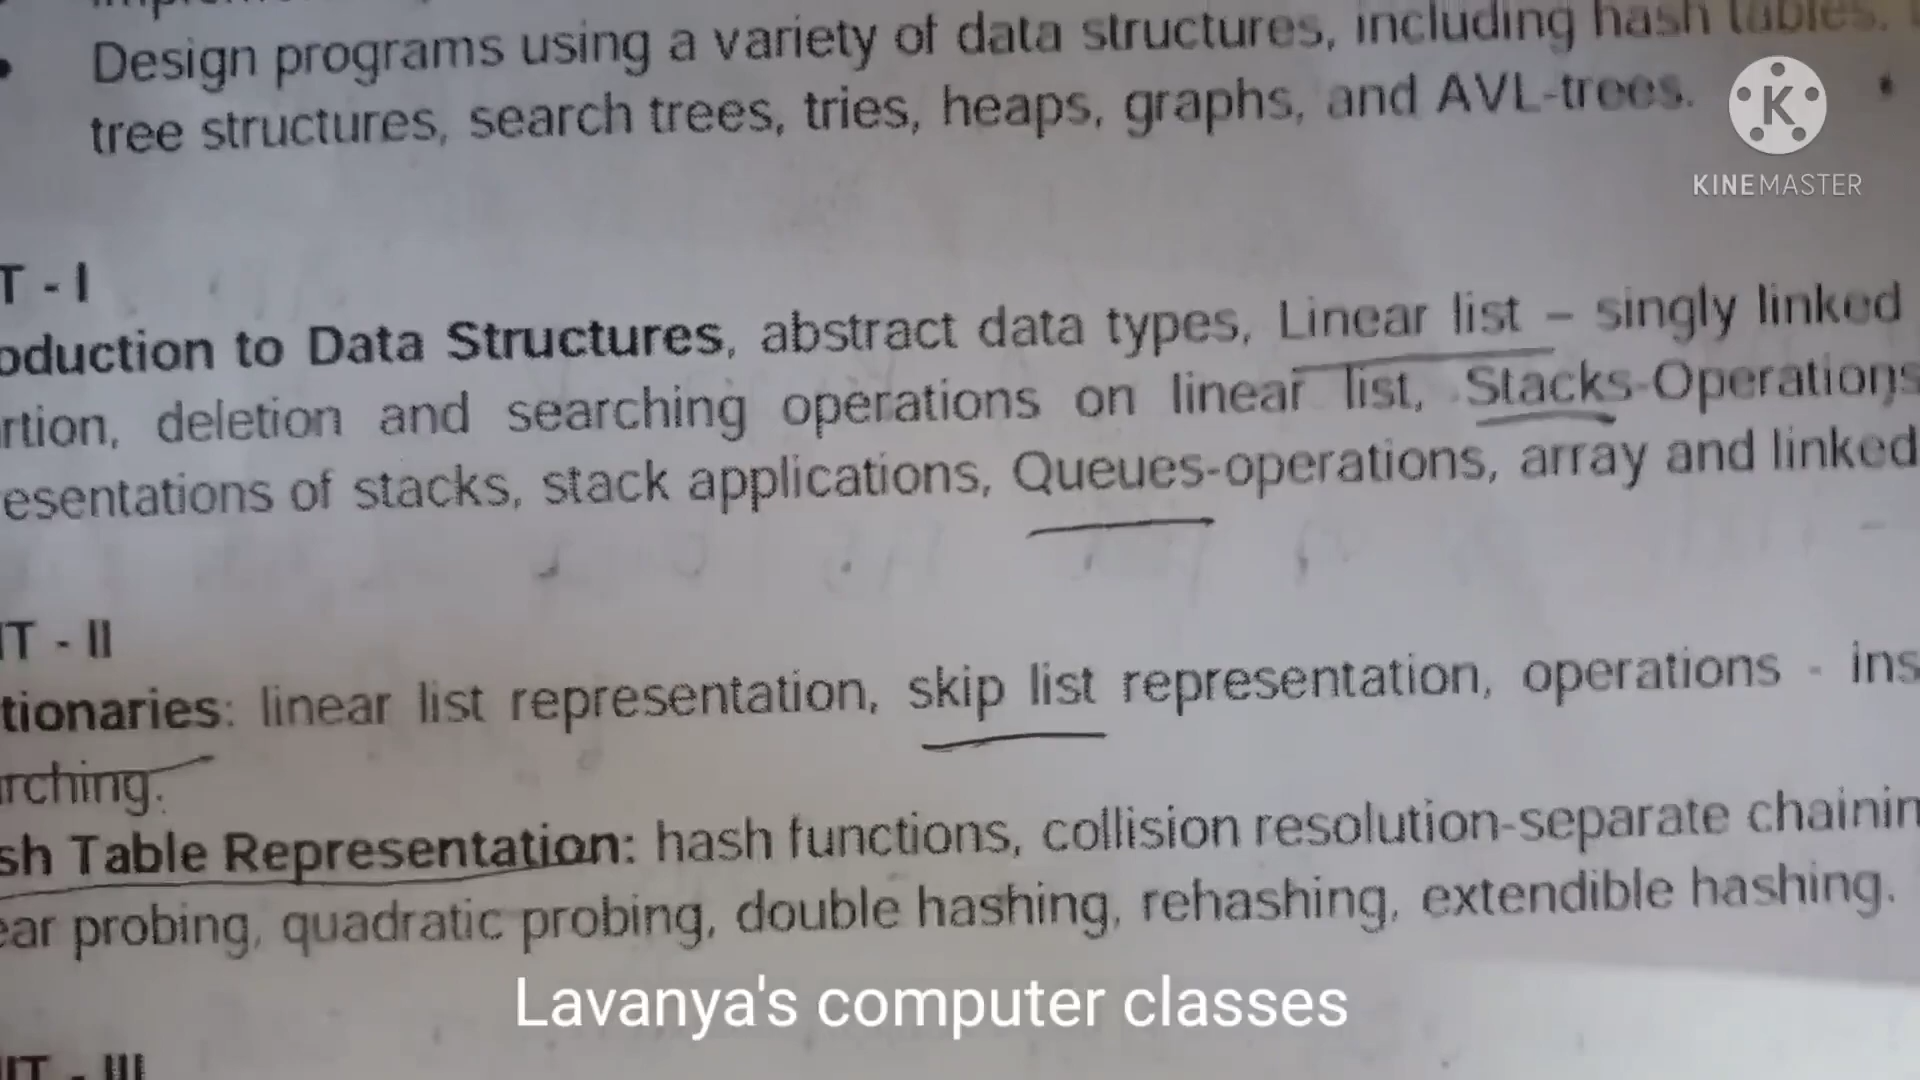 Design programs using a variety of data structures, including hash tables.
tree structures, search trees, tries, heaps, graphs, and AVL-trees.
K
KINEMASTER
T - I
oduction to Data Structures, abstract data types, Linear list – singly linked
rtion, deletion and searching operations on linear list, Stacks-Operations
esentations of stacks, stack applications, Queues-operations, array and linked
IT - II
tionaries: linear list representation, skip list representation, operations - ins
rching.
sh Table Representation: hash functions, collision resolution-separate chainin
ear probing, quadratic probing, double hashing, rehashing, extendible hashing.
Lavanya's computer classes
IT - III